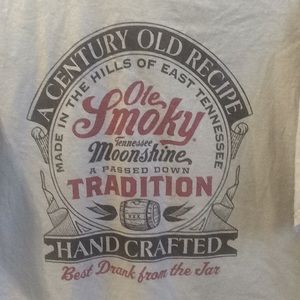 A CENTURY OLD RECIPE
MADE IN THE HILLS OF EAST TENNESSEE
Ole
Smoky
Tennessee
Moonshine
A PASSED DOWN
TRADITION
HAND CRAFTED
Best Drank from the Jar